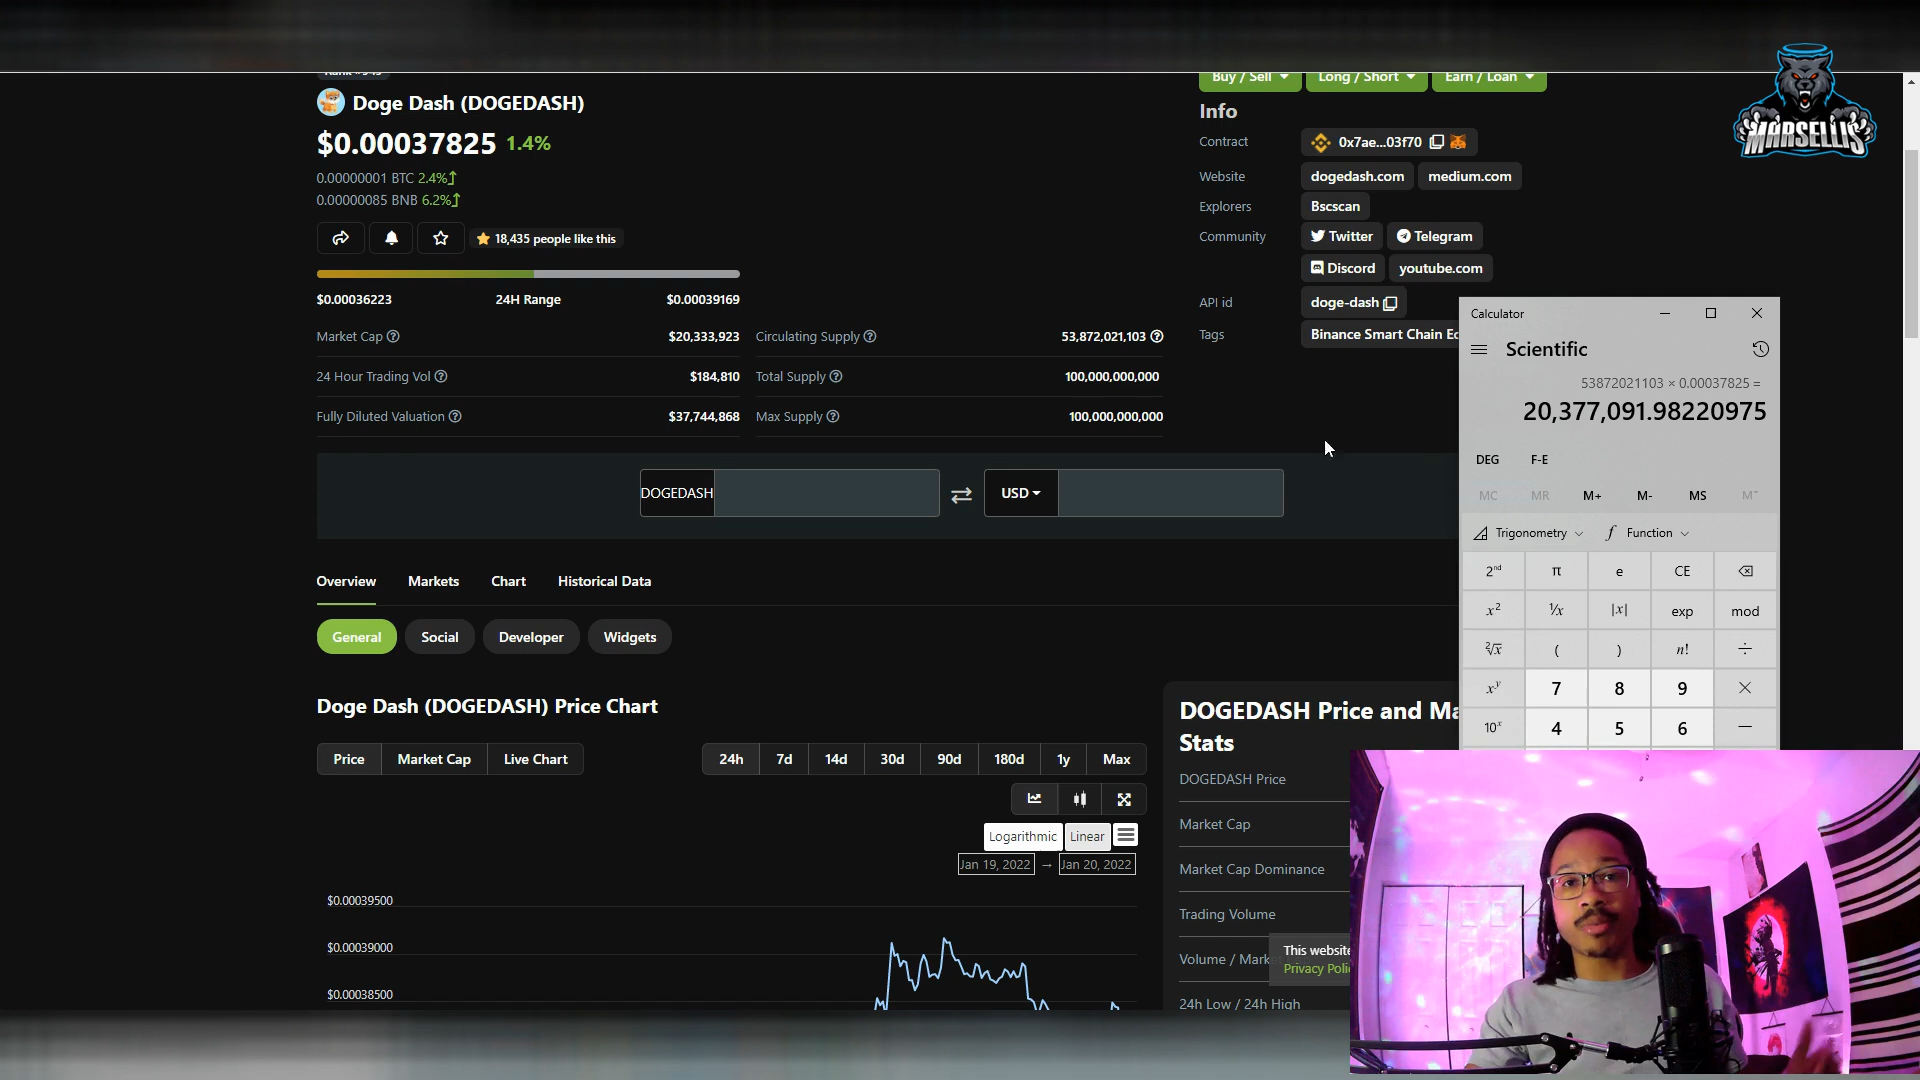 Buy / Sell Long / Short Earn / Loan
MARSELLIS
Doge Dash (DOGEDASH)
$0.00037825 1.4%
0.00000001 BTC 2.4%
0.00000085 BNB 6.2%
18,435 people like this
$0.00036223 24H Range $0.00039169
Market Cap $20,333,923
24 Hour Trading Vol $184,810
Fully Diluted Valuation $37,744,868
Circulating Supply 53,872,021,103
Total Supply 100,000,000,000
Max Supply 100,000,000,000
Info
Contract 0x7ae...03f70
Website dogedash.com medium.com
Explorers Bscscan
Community Twitter Telegram
Discord youtube.com
API id doge-dash
Tags Binance Smart Chain Ec
DOGEDASH USD
Calculator
Scientific
53872021103 × 0.00037825 =
20,377,091.98220975
DEG F-E
MC MR M+ M- MS M˅
Trigonometry f Function
2ⁿᵈ π e CE
x² ¹/x |x| exp mod
²√x ( ) n! ÷
xʸ 7 8 9 ×
10ˣ 4 5 6 −
Overview Markets Chart Historical Data
General Social Developer Widgets
Doge Dash (DOGEDASH) Price Chart
Price Market Cap Live Chart
24h 7d 14d 30d 90d 180d 1y Max
Logarithmic Linear
Jan 19, 2022 → Jan 20, 2022
$0.00039500
$0.00039000
$0.00038500
DOGEDASH Price and Ma
Stats
DOGEDASH Price
Market Cap
Market Cap Dominance
Trading Volume
Volume / Mark
24h Low / 24h High
This website
Privacy Poli